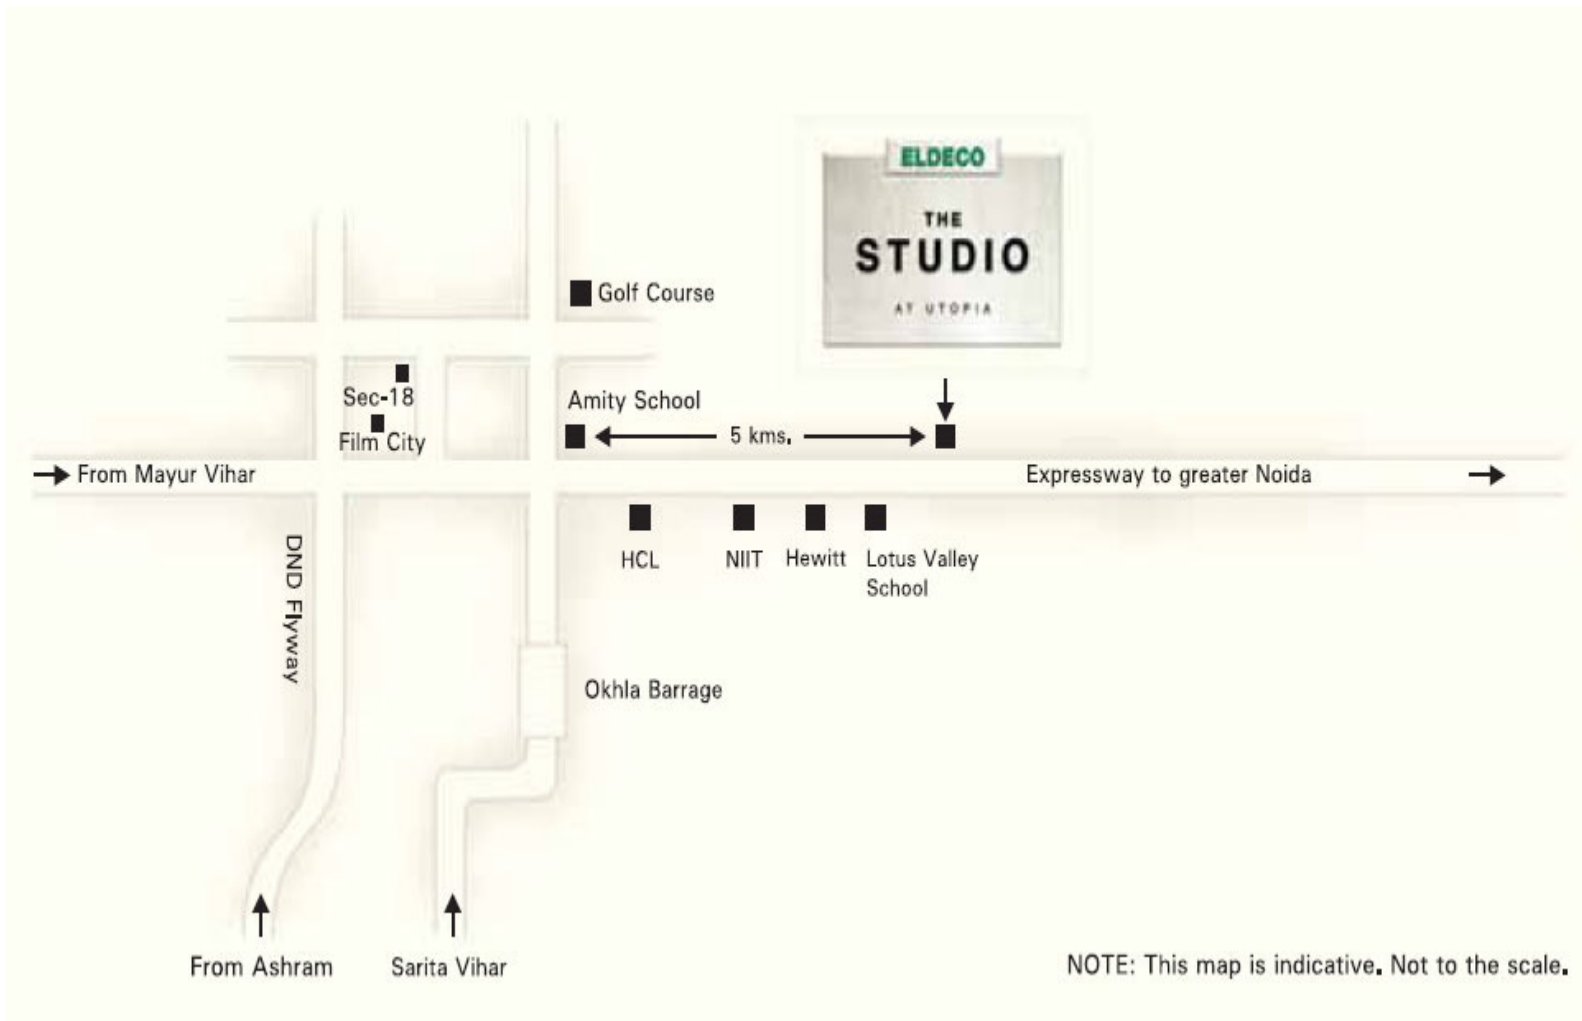 ELDECO
THE
STUDIO
AT UTOPIA
Golf Course
Sec-18
Film City
Amity School
5 kms.
From Mayur Vihar
Expressway to greater Noida
HCL
NIIT
Hewitt
Lotus Valley
School
DND Flyway
Okhla Barrage
From Ashram
Sarita Vihar
NOTE: This map is indicative. Not to the scale.